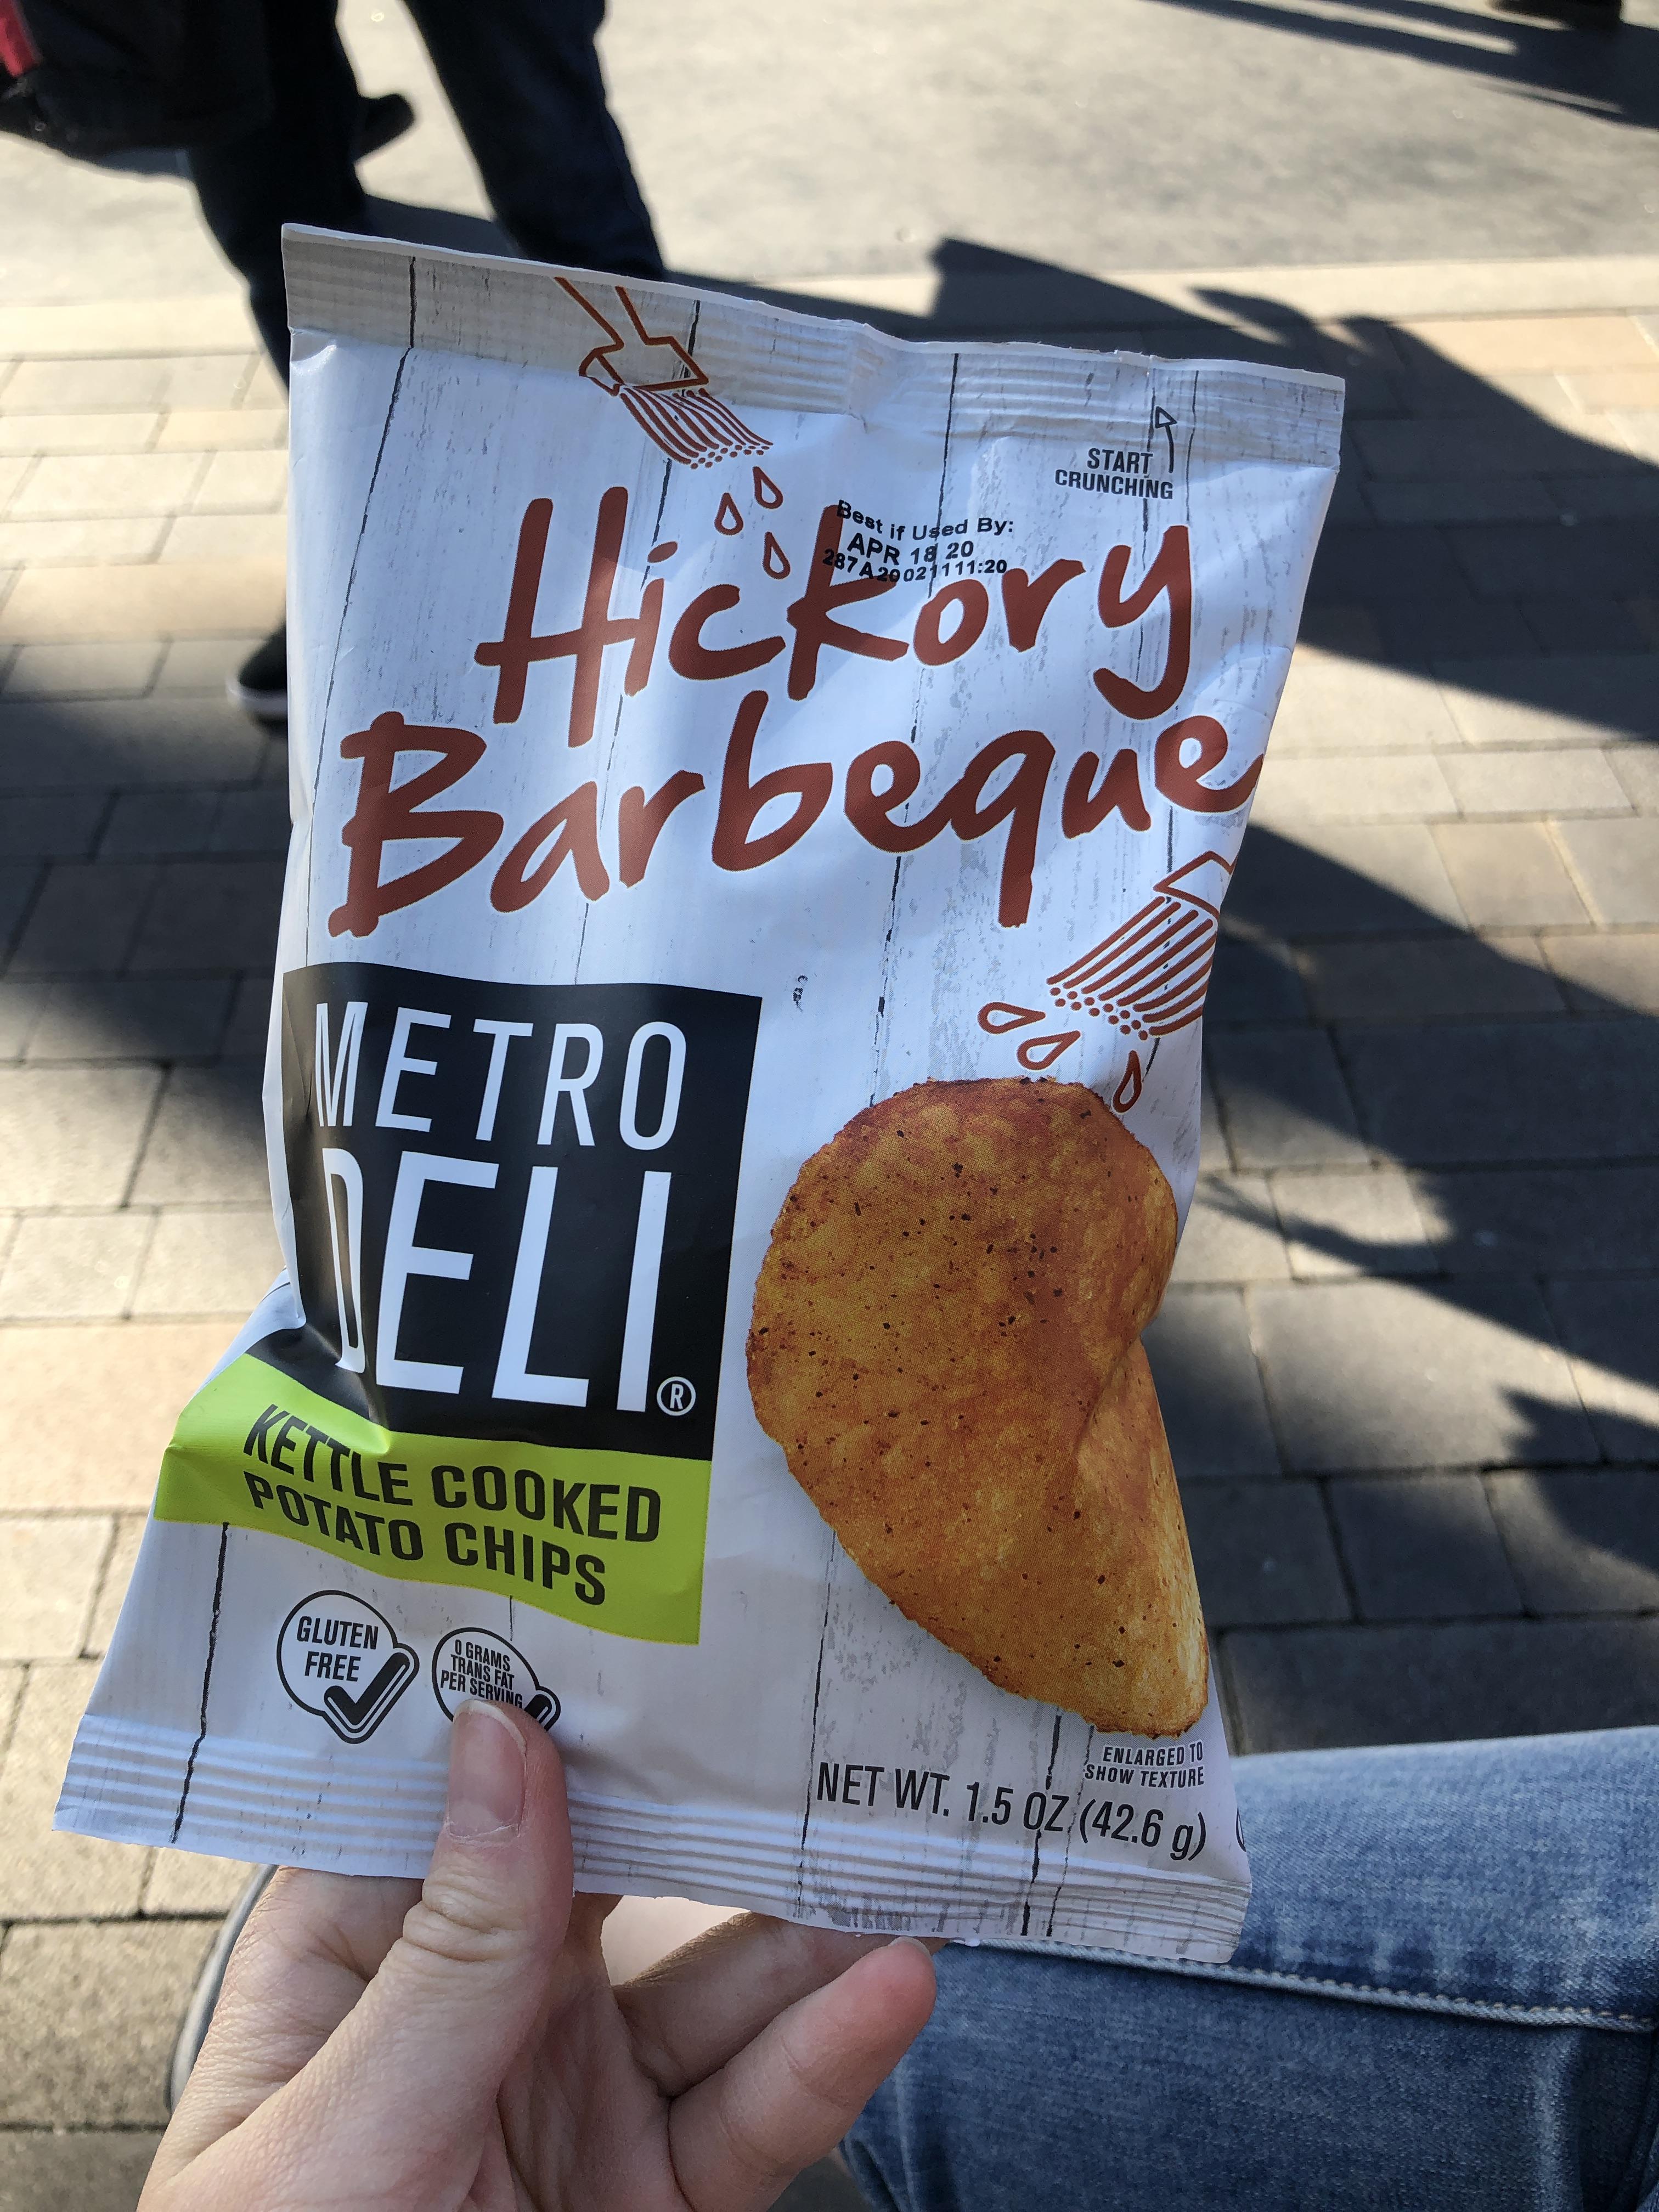 START
CRUNCHING
Best if Used By:
APR 18 20
287A20021111:20
Hickory
Barbeque
METRO
DELI®
KETTLE COOKED
POTATO CHIPS
GLUTEN
FREE
0 GRAMS
TRANS FAT
PER SERVING
ENLARGED TO
SHOW TEXTURE
NET WT. 1.5 OZ (42.6 g)